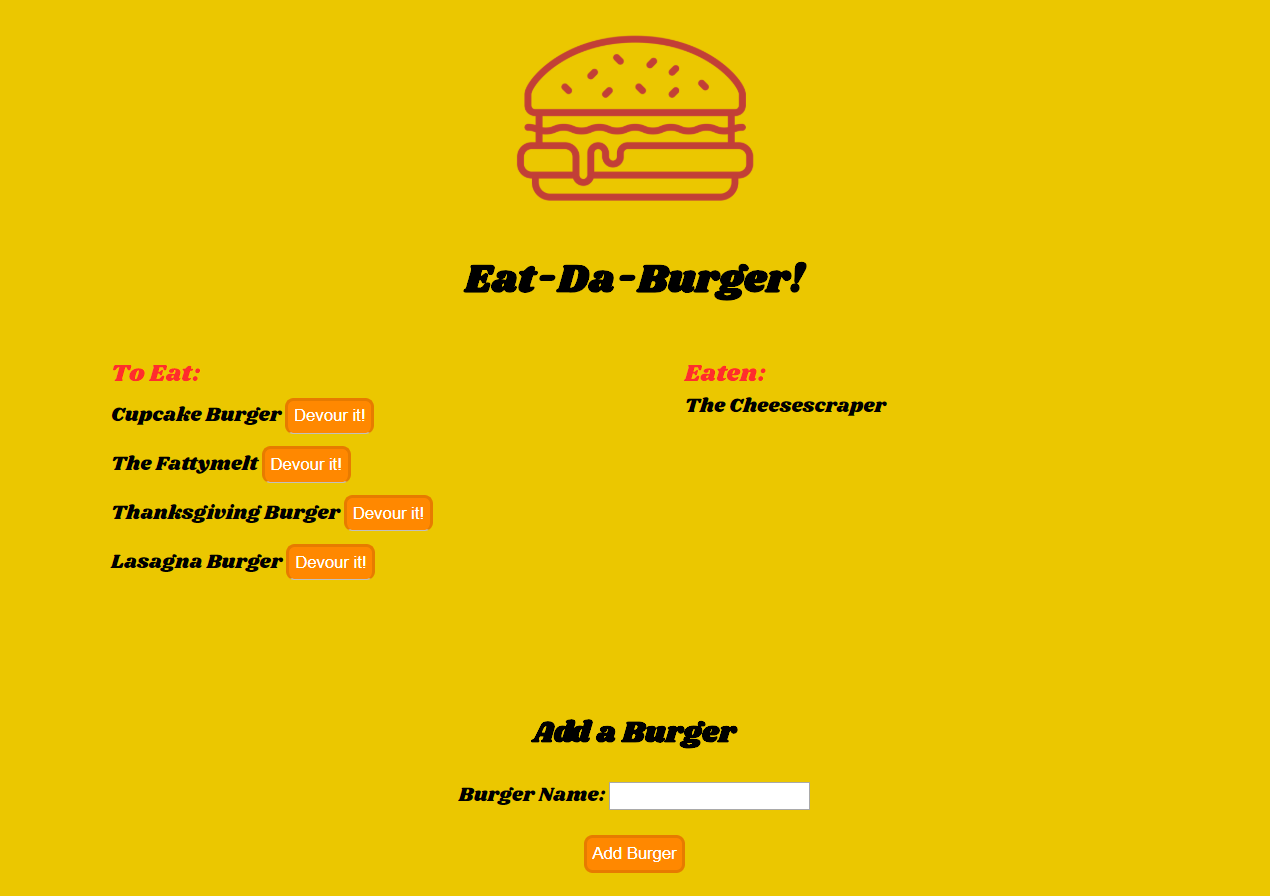 Eat-Da-Burger!
To Eat:
Cupcake Burger Devour it!
The Fattymelt Devour it!
Thanksgiving Burger Devour it!
Lasagna Burger Devour it!
Eaten:
The Cheesescraper
Add a Burger
Burger Name:
Add Burger